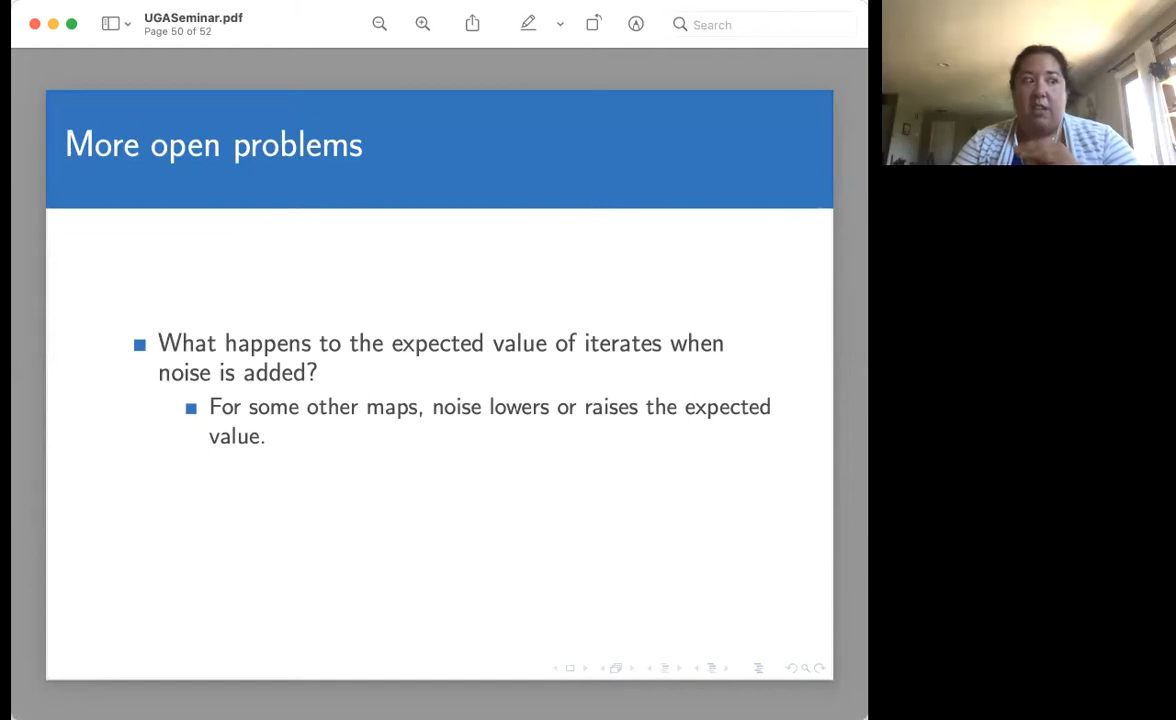 UGASeminar.pdf
Page 50 of 52
Search
More open problems
What happens to the expected value of iterates when
noise is added?
For some other maps, noise lowers or raises the expected
value.